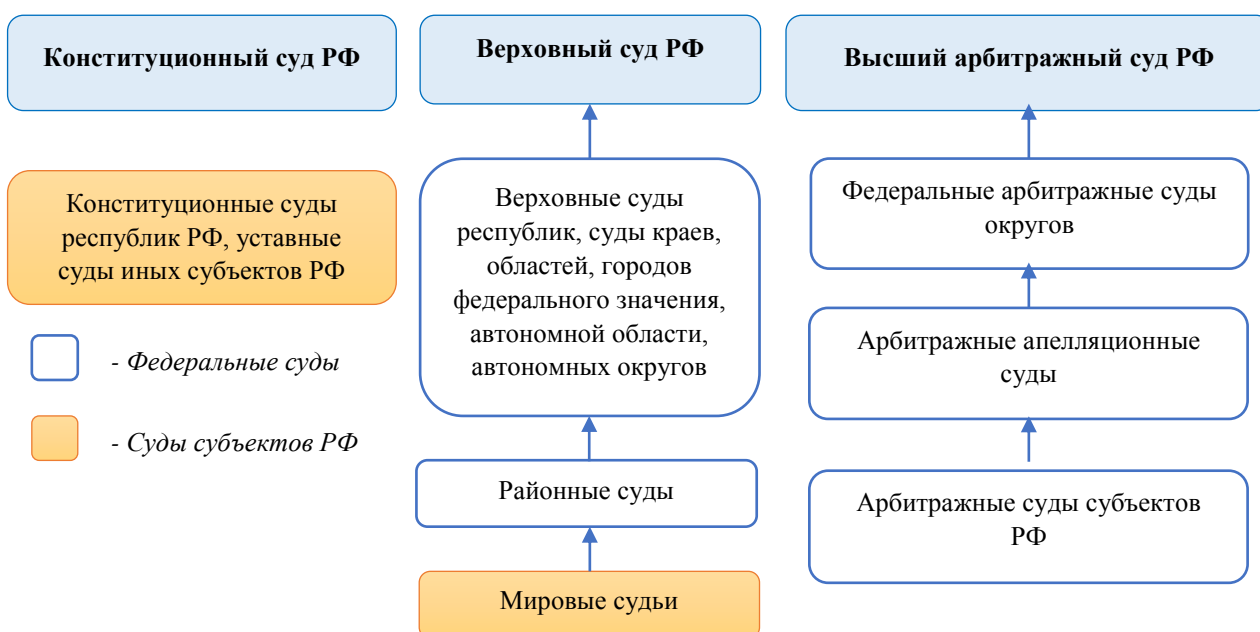 Конституционный суд РФ
Конституционные суды
республик РФ, уставные
суды иных субъектов РФ
- Федеральные суды
- Суды субъектов РФ
Верховный суд РФ
Верховные суды
республик, суды краев,
областей, городов
федерального значения,
автономной области,
автономных округов
Районные суды
Мировые судьи
Высший арбитражный суд РФ
Федеральные арбитражные суды
округов
Арбитражные апелляционные
суды
Арбитражные суды субъектов
РФ